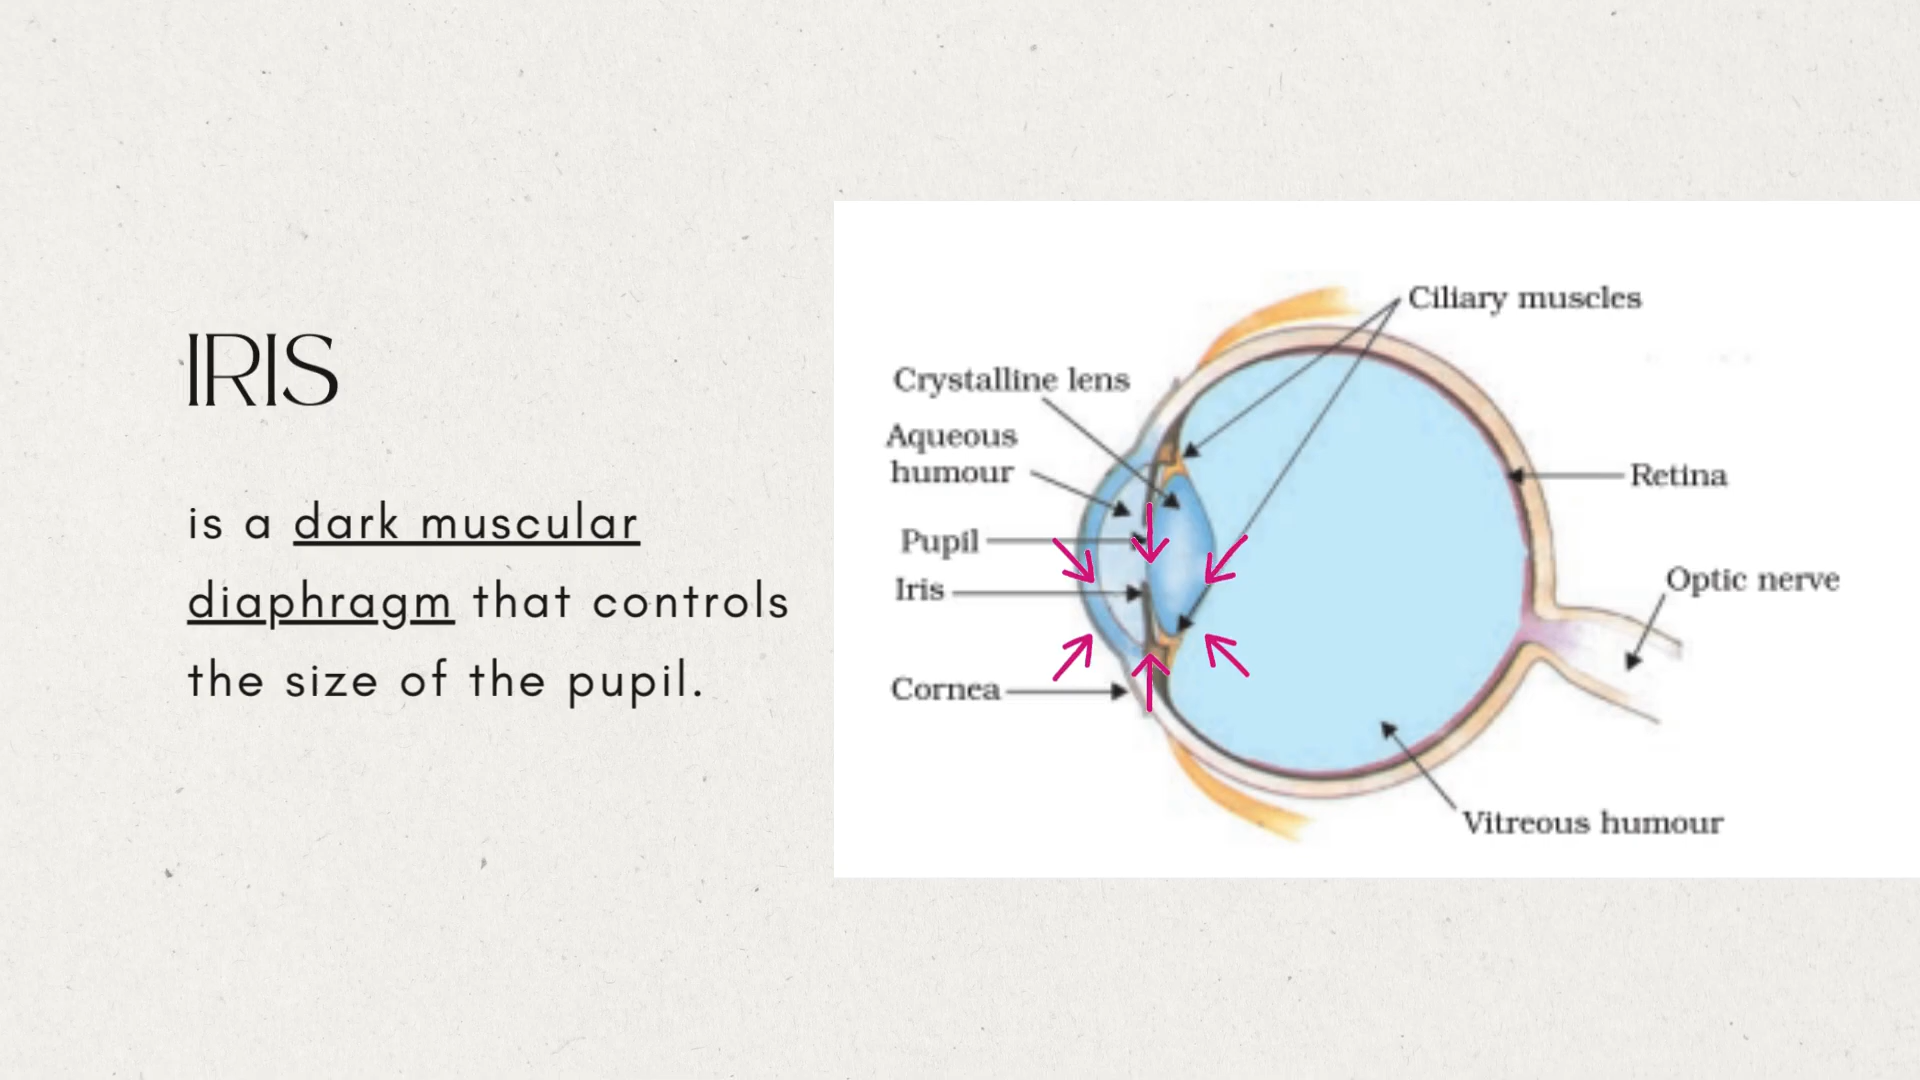 IRIS
is a dark muscular
diaphragm that controls
the size of the pupil.
Ciliary muscles
Crystalline lens
Aqueous
humour
Pupil
Iris
Cornea
Retina
Optic nerve
Vitreous humour